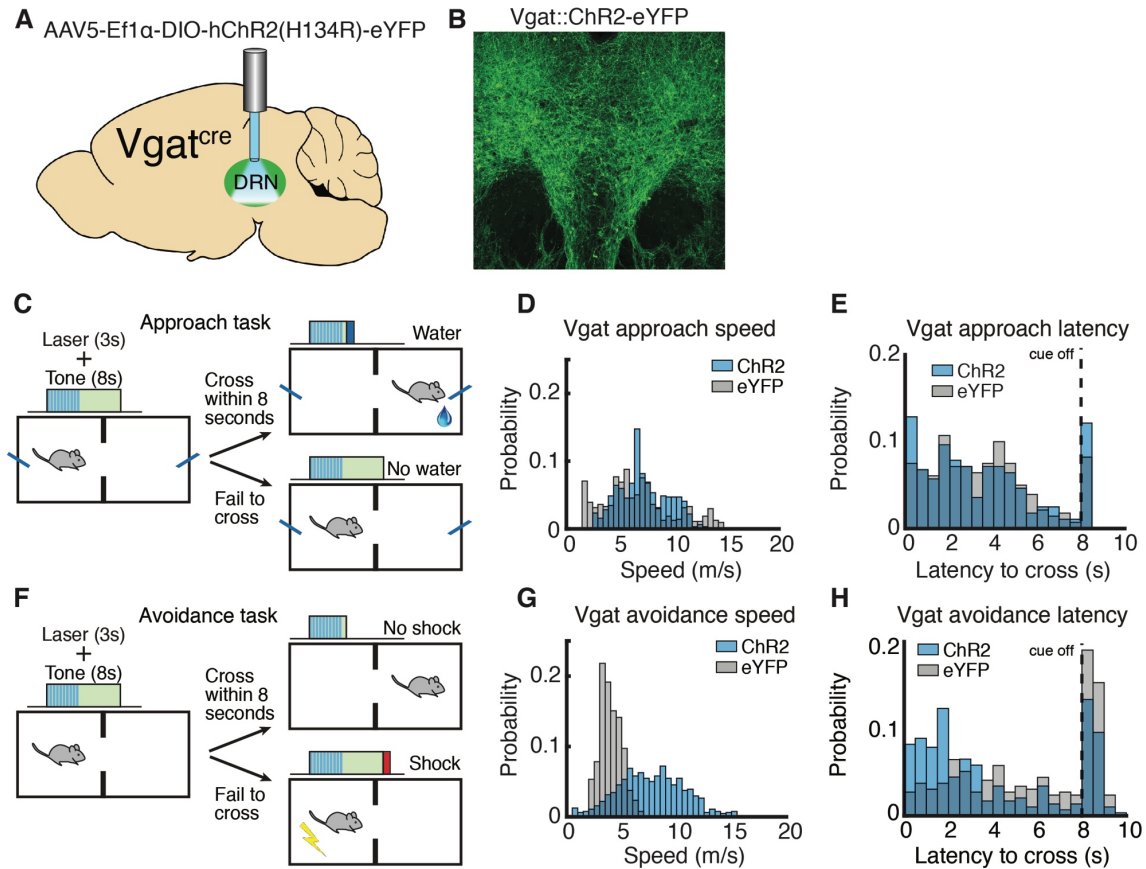 A
AAV5-Ef1α-DIO-hChR2(H134R)-eYFP
Vgatcre
DRN
B
Vgat::ChR2-eYFP
C
Approach task
Laser (3s)
+
Tone (8s)
Cross
within 8
seconds
Fail to
cross
Water
No water
D
Vgat approach speed
ChR2
eYFP
Probability
0.2
0.1
0
0
5
10
15
20
Speed (m/s)
E
Vgat approach latency
cue off
ChR2
eYFP
Probability
0.2
0.1
0
0
2
4
6
8
10
Latency to cross (s)
F
Avoidance task
Laser (3s)
+
Tone (8s)
Cross
within 8
seconds
Fail to
cross
No shock
Shock
G
Vgat avoidance speed
ChR2
eYFP
Probability
0.2
0.1
0
0
5
10
15
20
Speed (m/s)
H
Vgat avoidance latency
cue off
ChR2
eYFP
Probability
0.2
0.1
0
0
2
4
6
8
10
Latency to cross (s)